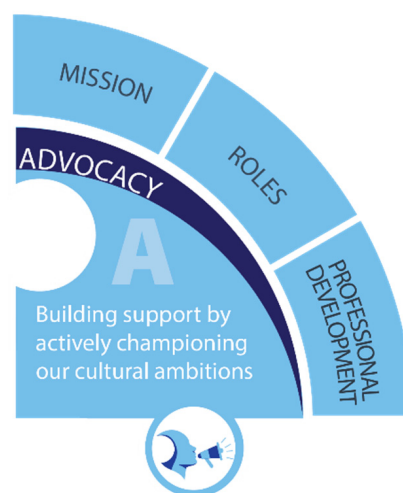 MISSION
ROLES
PROFESSIONAL
DEVELOPMENT
ADVOCACY
A
Building support by
actively championing
our cultural ambitions